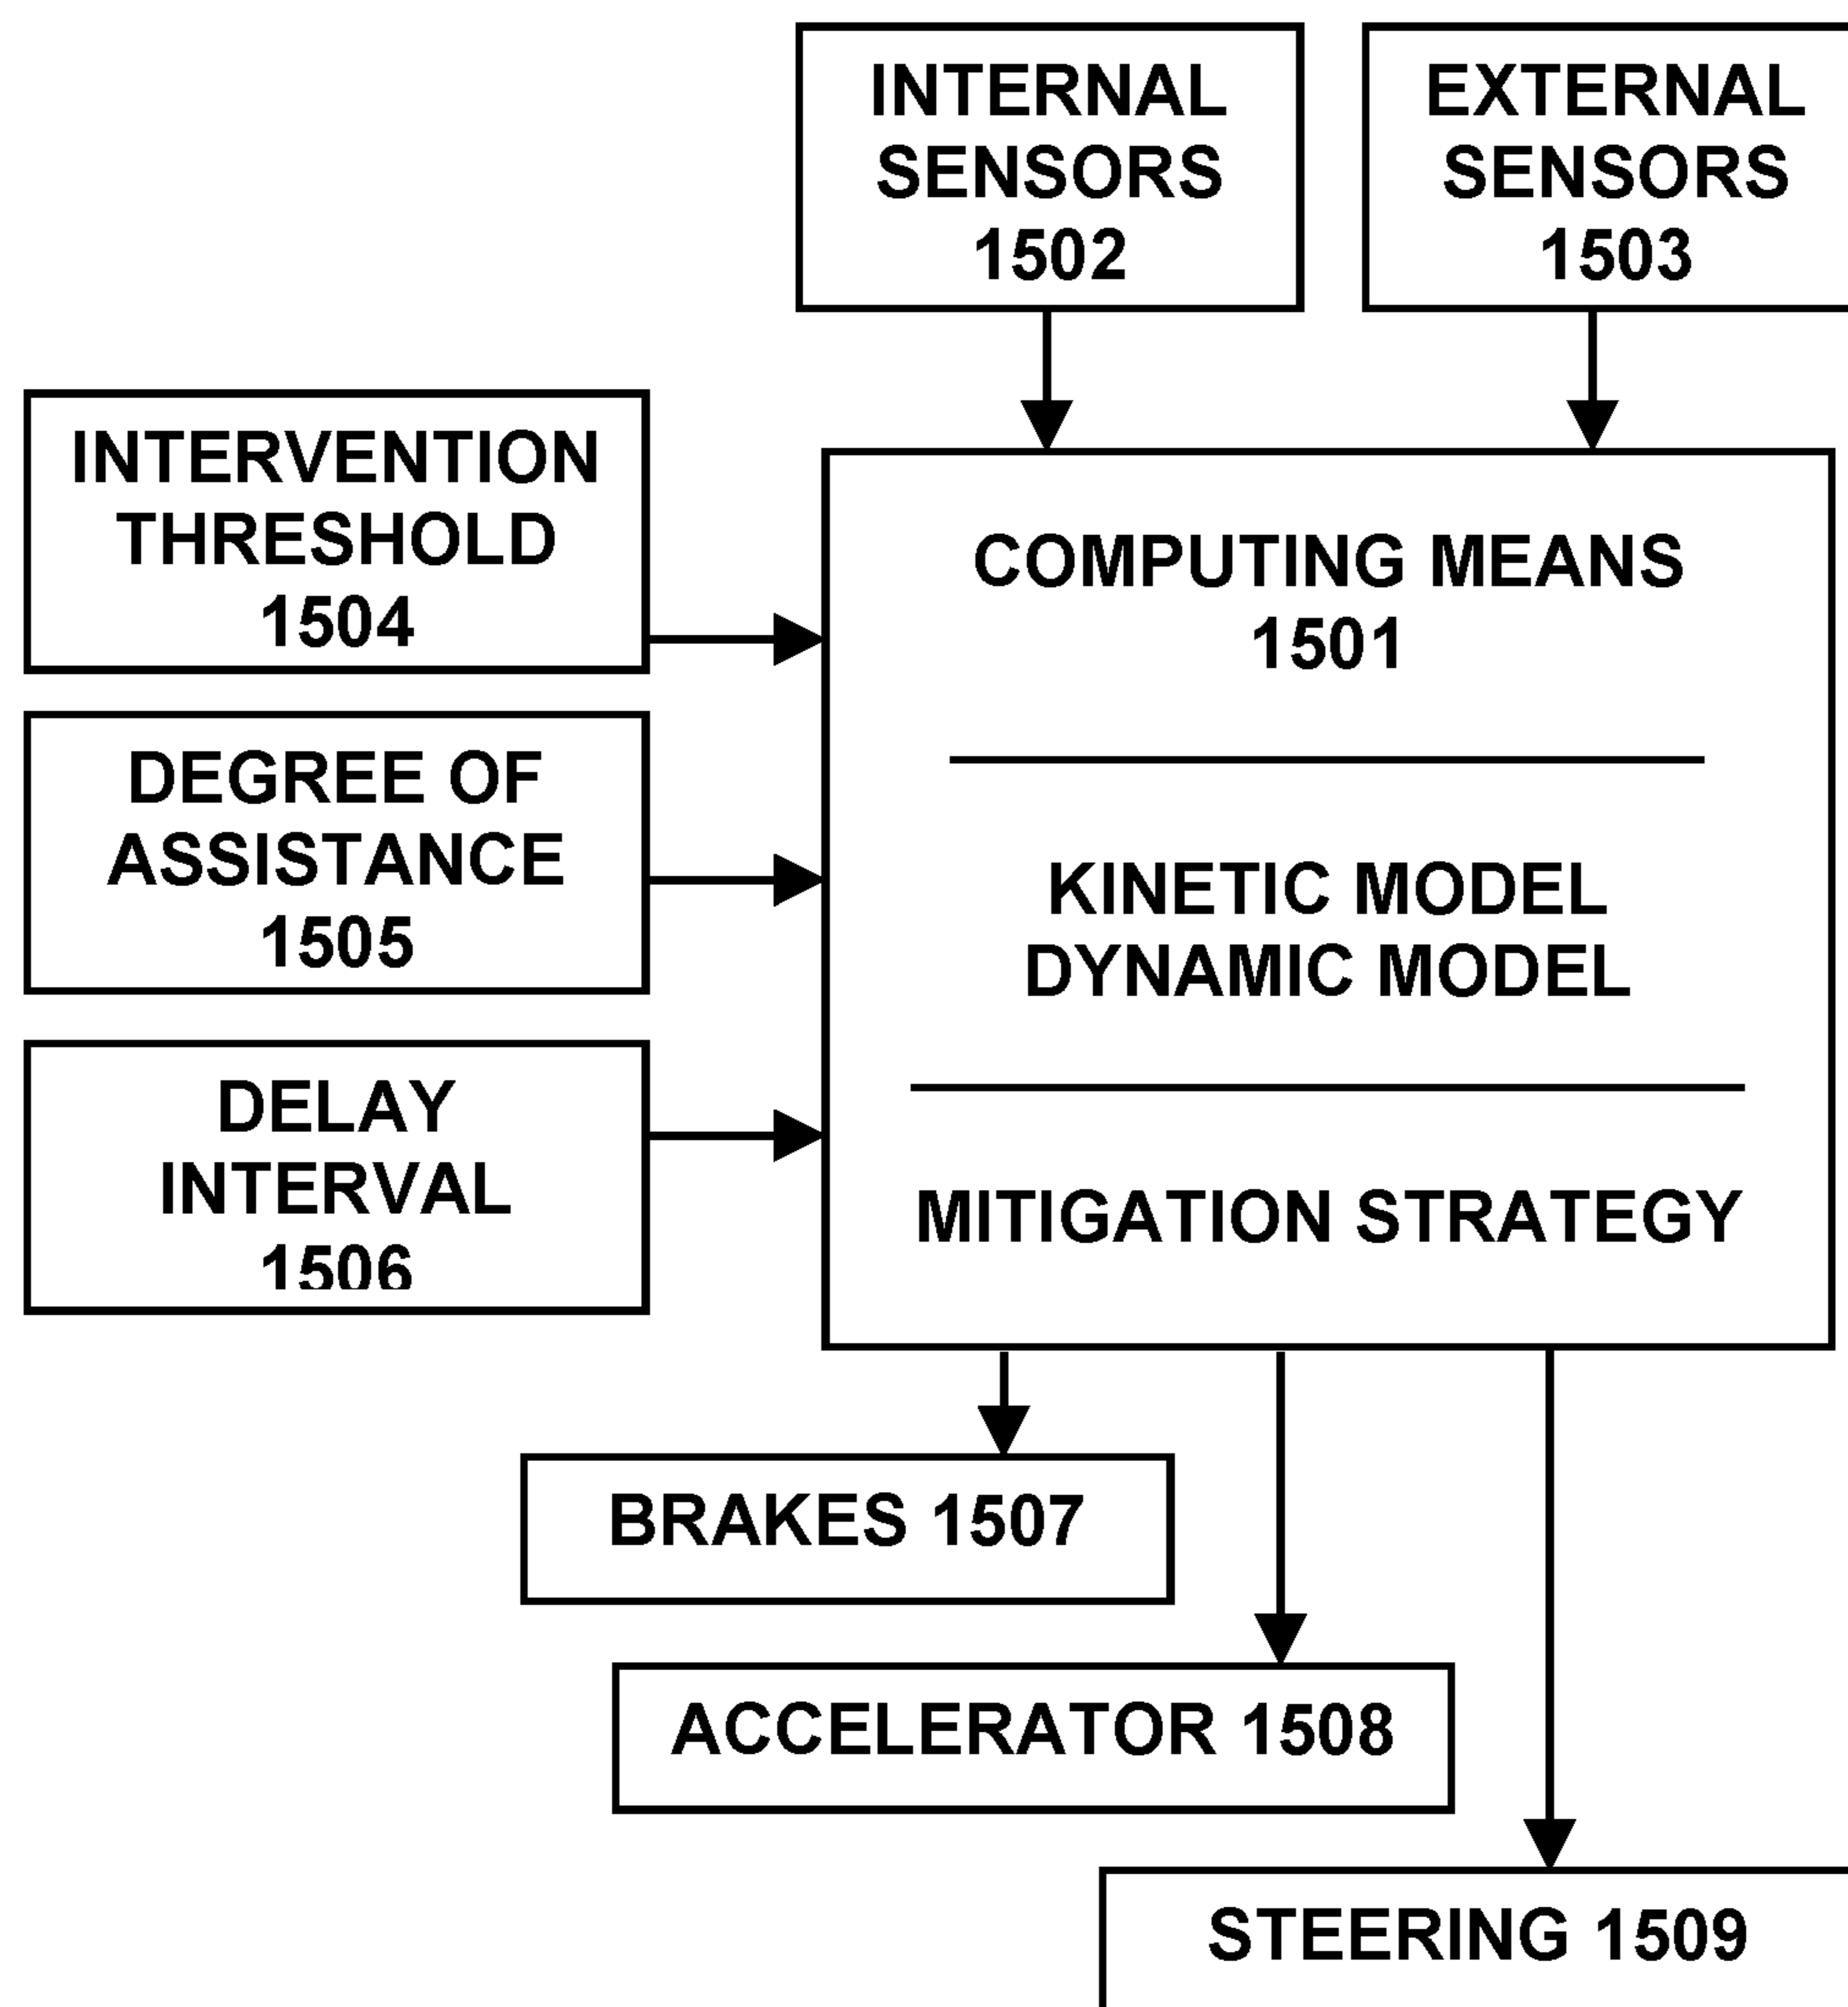 INTERNAL
SENSORS
1502
EXTERNAL
SENSORS
1503
INTERVENTION
THRESHOLD
1504
DEGREE OF
ASSISTANCE
1505
DELAY
INTERVAL
1506
COMPUTING MEANS
1501
KINETIC MODEL
DYNAMIC MODEL
MITIGATION STRATEGY
BRAKES 1507
ACCELERATOR 1508
STEERING 1509